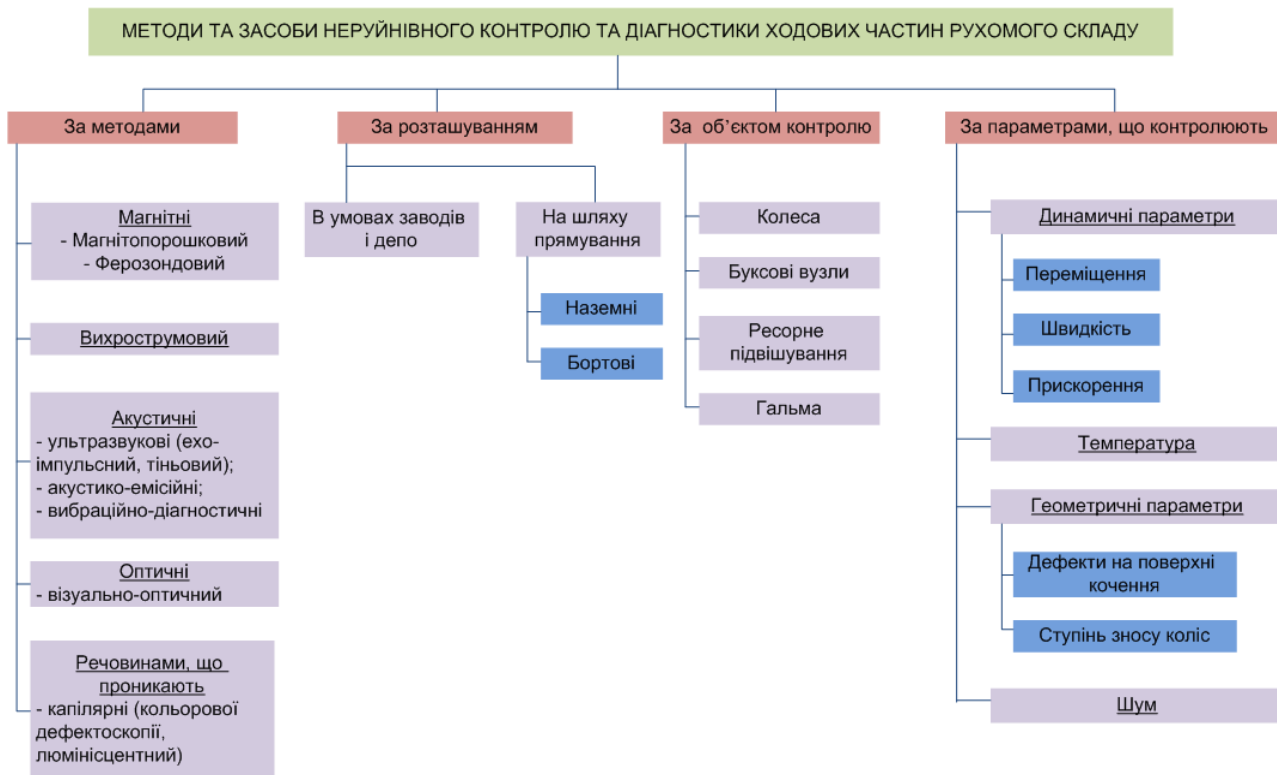 МЕТОДИ ТА ЗАСОБИ НЕРУЙНІВНОГО КОНТРОЛЮ ТА ДІАГНОСТИКИ ХОДОВИХ ЧАСТИН РУХОМОГО СКЛАДУ
За методами
Магнітні
- Магнітопорошковий
- Ферозондовий
Вихрострумовий
Акустичні
- ультразвукові (ехо-
імпульсний, тіньовий);
- акустико-емісійні;
- вибраційно-діагностичні
Оптичні
- візуально-оптичний
Речовинами, що
проникають
- капілярні (кольорової
дефектоскопії,
люмінісцентний)
За розташуванням
В умовах заводів
і депо
На шляху
прямування
Наземні
Бортові
За об’єктом контролю
Колеса
Буксові вузли
Ресорне
підвішування
Гальма
За параметрами, що контролюють
Динамичні параметри
Переміщення
Швидкість
Прискорення
Температура
Геометричні параметри
Дефекти на поверхні
кочення
Ступінь зносу коліс
Шум